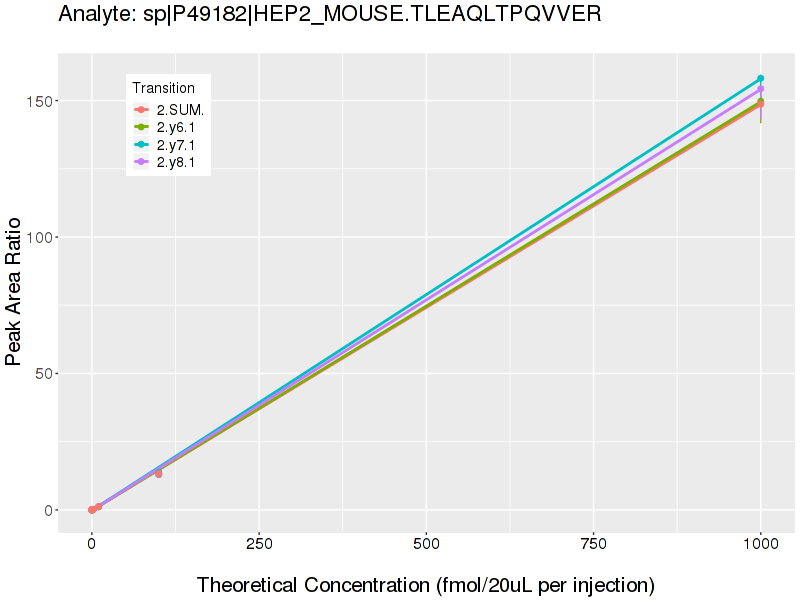 Analyte: sp|P49182|HEP2_MOUSE.TLEAQLTPQVVER
Transition
2.SUM.
2.y6.1
2.y7.1
2.y8.1
Peak Area Ratio
150
100
50
0
0 250 500 750 1000
Theoretical Concentration (fmol/20uL per injection)